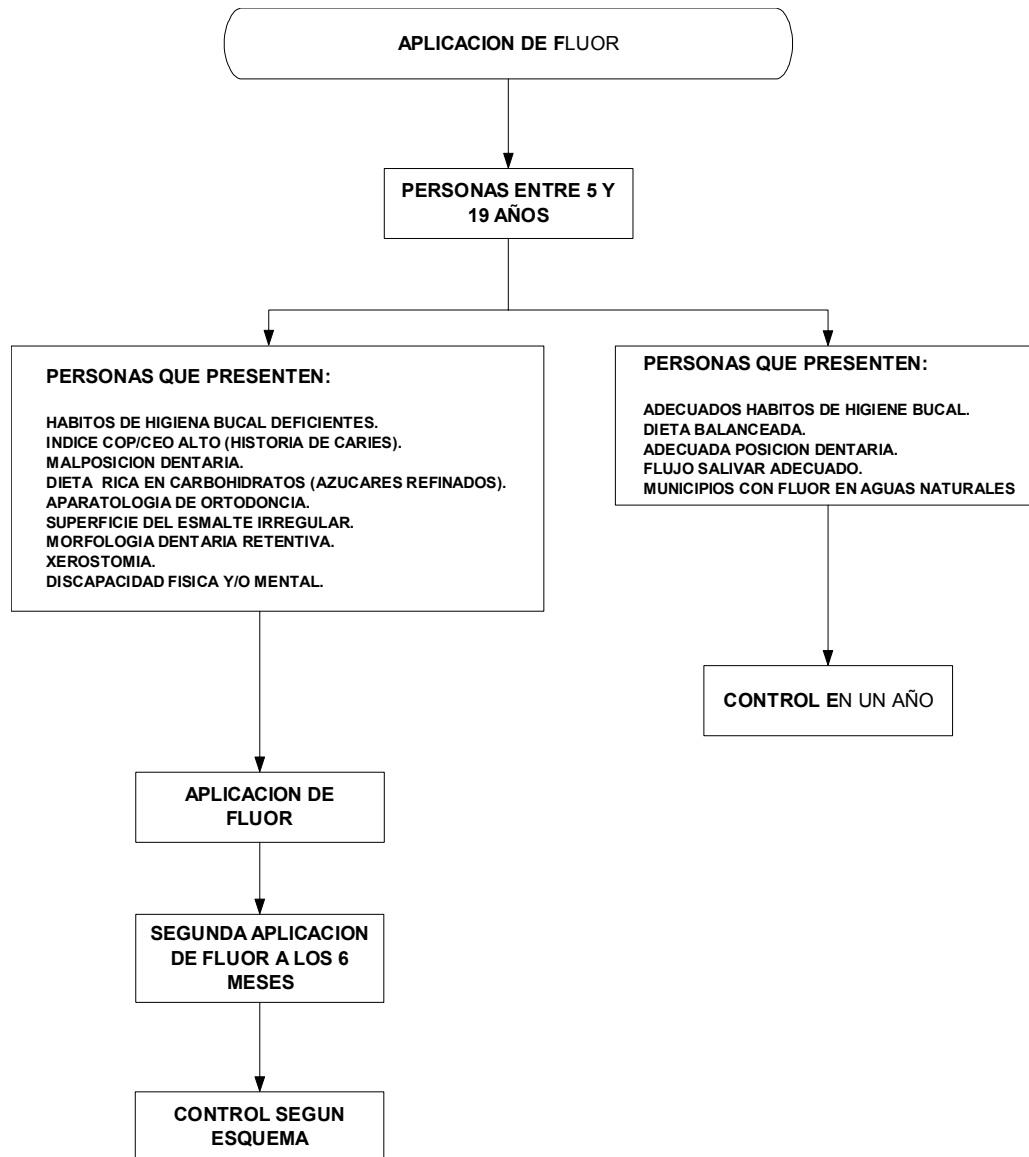 APLICACION DE FLUOR
PERSONAS ENTRE 5 Y
19 AÑOS
PERSONAS QUE PRESENTEN:
HABITOS DE HIGIENA BUCAL DEFICIENTES.
INDICE COP/CEO ALTO (HISTORIA DE CARIES).
MALPOSICION DENTARIA.
DIETA RICA EN CARBOHIDRATOS (AZUCARES REFINADOS).
APARATOLOGIA DE ORTODONCIA.
SUPERFICIE DEL ESMALTE IRREGULAR.
MORFOLOGIA DENTARIA RETENTIVA.
XEROSTOMIA.
DISCAPACIDAD FISICA Y/O MENTAL.
PERSONAS QUE PRESENTEN:
ADECUADOS HABITOS DE HIGIENE BUCAL.
DIETA BALANCEADA.
ADECUADA POSICION DENTARIA.
FLUJO SALIVAR ADECUADO.
MUNICIPIOS CON FLUOR EN AGUAS NATURALES
CONTROL EN UN AÑO
APLICACION DE
FLUOR
SEGUNDA APLICACION
DE FLUOR A LOS 6
MESES
CONTROL SEGUN
ESQUEMA